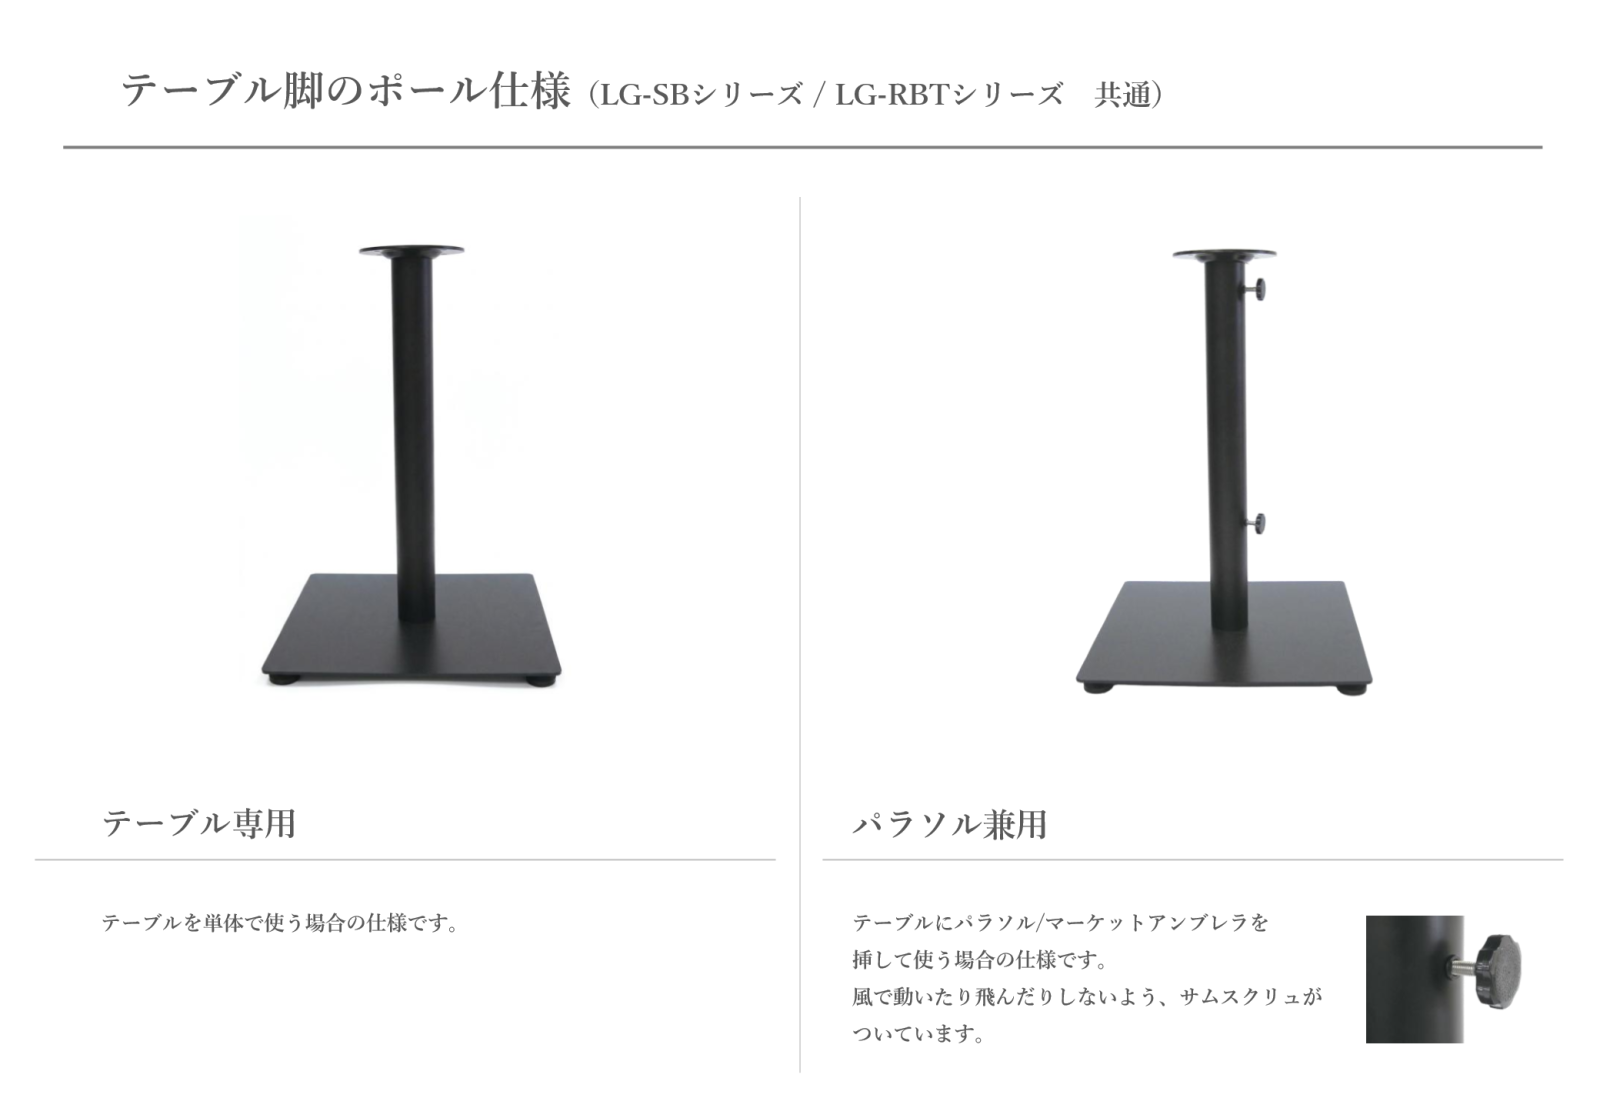 テーブル脚のポール仕様（LG-SBシリーズ / LG-RBTシリーズ　共通）
テーブル専用
テーブルを単体で使う場合の仕様です。
パラソル兼用
テーブルにパラソル/マーケットアンブレラを
挿して使う場合の仕様です。
風で動いたり飛んだりしないよう、サムスクリュが
ついています。